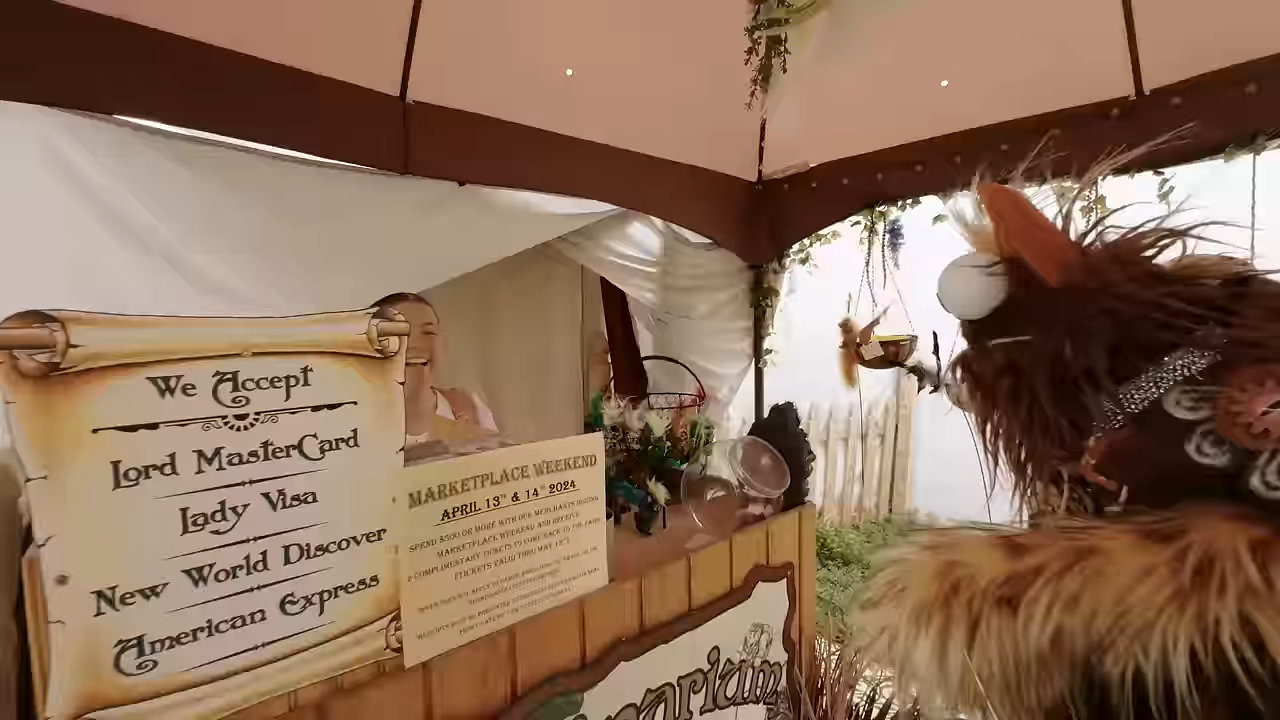 We Accept
Lord MasterCard
Lady Visa
New World Discover
American Express
MARKETPLACE WEEKEND
APRIL 13TH & 14TH 2024
SPEND $500 OR MORE WITH OUR MERCHANTS DURING
MARKETPLACE WEEKEND AND RECEIVE
2 COMPLIMENTARY TICKETS TO COME BACK TO THE FAIRE
(TICKETS VALID THRU MAY
arium